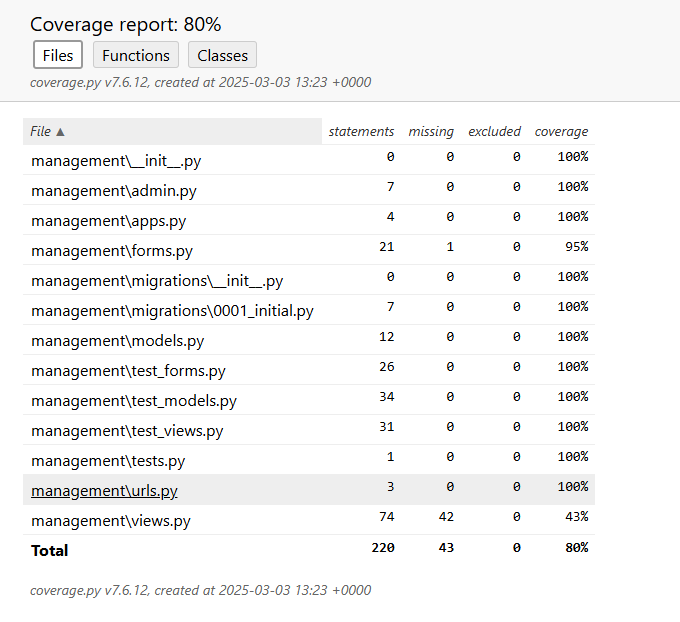 Coverage report: 80%
Files Functions Classes
coverage.py v7.6.12, created at 2025-03-03 13:23 +0000
File ▲ statements missing excluded coverage
management\__init__.py 0 0 0 100%
management\admin.py 7 0 0 100%
management\apps.py 4 0 0 100%
management\forms.py 21 1 0 95%
management\migrations\__init__.py 0 0 0 100%
management\migrations\0001_initial.py 7 0 0 100%
management\models.py 12 0 0 100%
management\test_forms.py 26 0 0 100%
management\test_models.py 34 0 0 100%
management\test_views.py 31 0 0 100%
management\tests.py 1 0 0 100%
management\urls.py 3 0 0 100%
management\views.py 74 42 0 43%
Total 220 43 0 80%
coverage.py v7.6.12, created at 2025-03-03 13:23 +0000